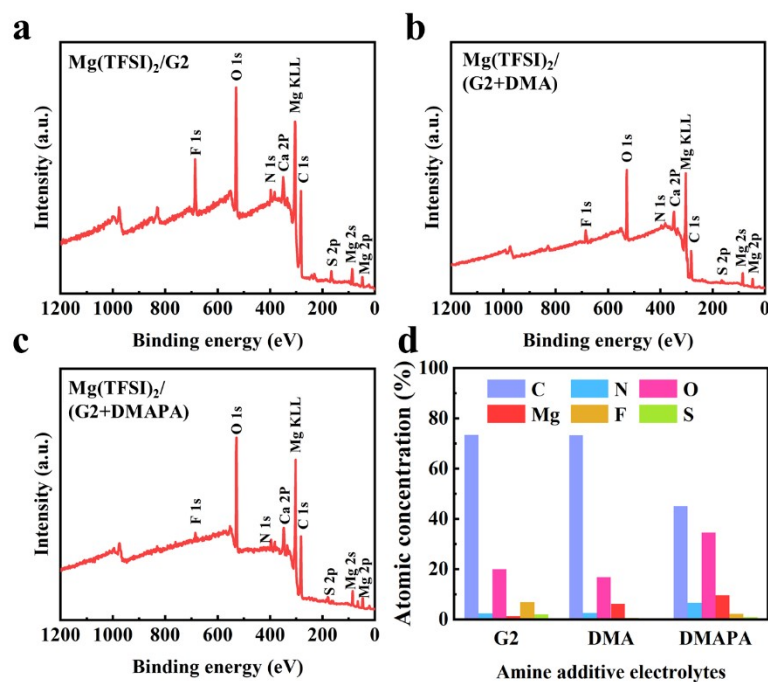 a
Mg(TFSI)₂/G2
Intensity (a.u.)
F 1s
O 1s
N 1s
Ca 2P
Mg KLL
C 1s
S 2p
Mg 2s
Mg 2p
1200 1000 800 600 400 200 0
Binding energy (eV)
b
Mg(TFSI)₂/
(G2+DMA)
Intensity (a.u.)
F 1s
O 1s
N 1s
Ca 2P
Mg KLL
C 1s
S 2p
Mg 2s
Mg 2p
1200 1000 800 600 400 200 0
Binding energy (eV)
c
Mg(TFSI)₂/
(G2+DMAPA)
Intensity (a.u.)
F 1s
O 1s
N 1s
Ca 2P
Mg KLL
C 1s
S 2p
Mg 2s
Mg 2p
1200 1000 800 600 400 200 0
Binding energy (eV)
d
Atomic concentration (%)
100
80
60
40
20
0
C N O
Mg F S
G2 DMA DMAPA
Amine additive electrolytes